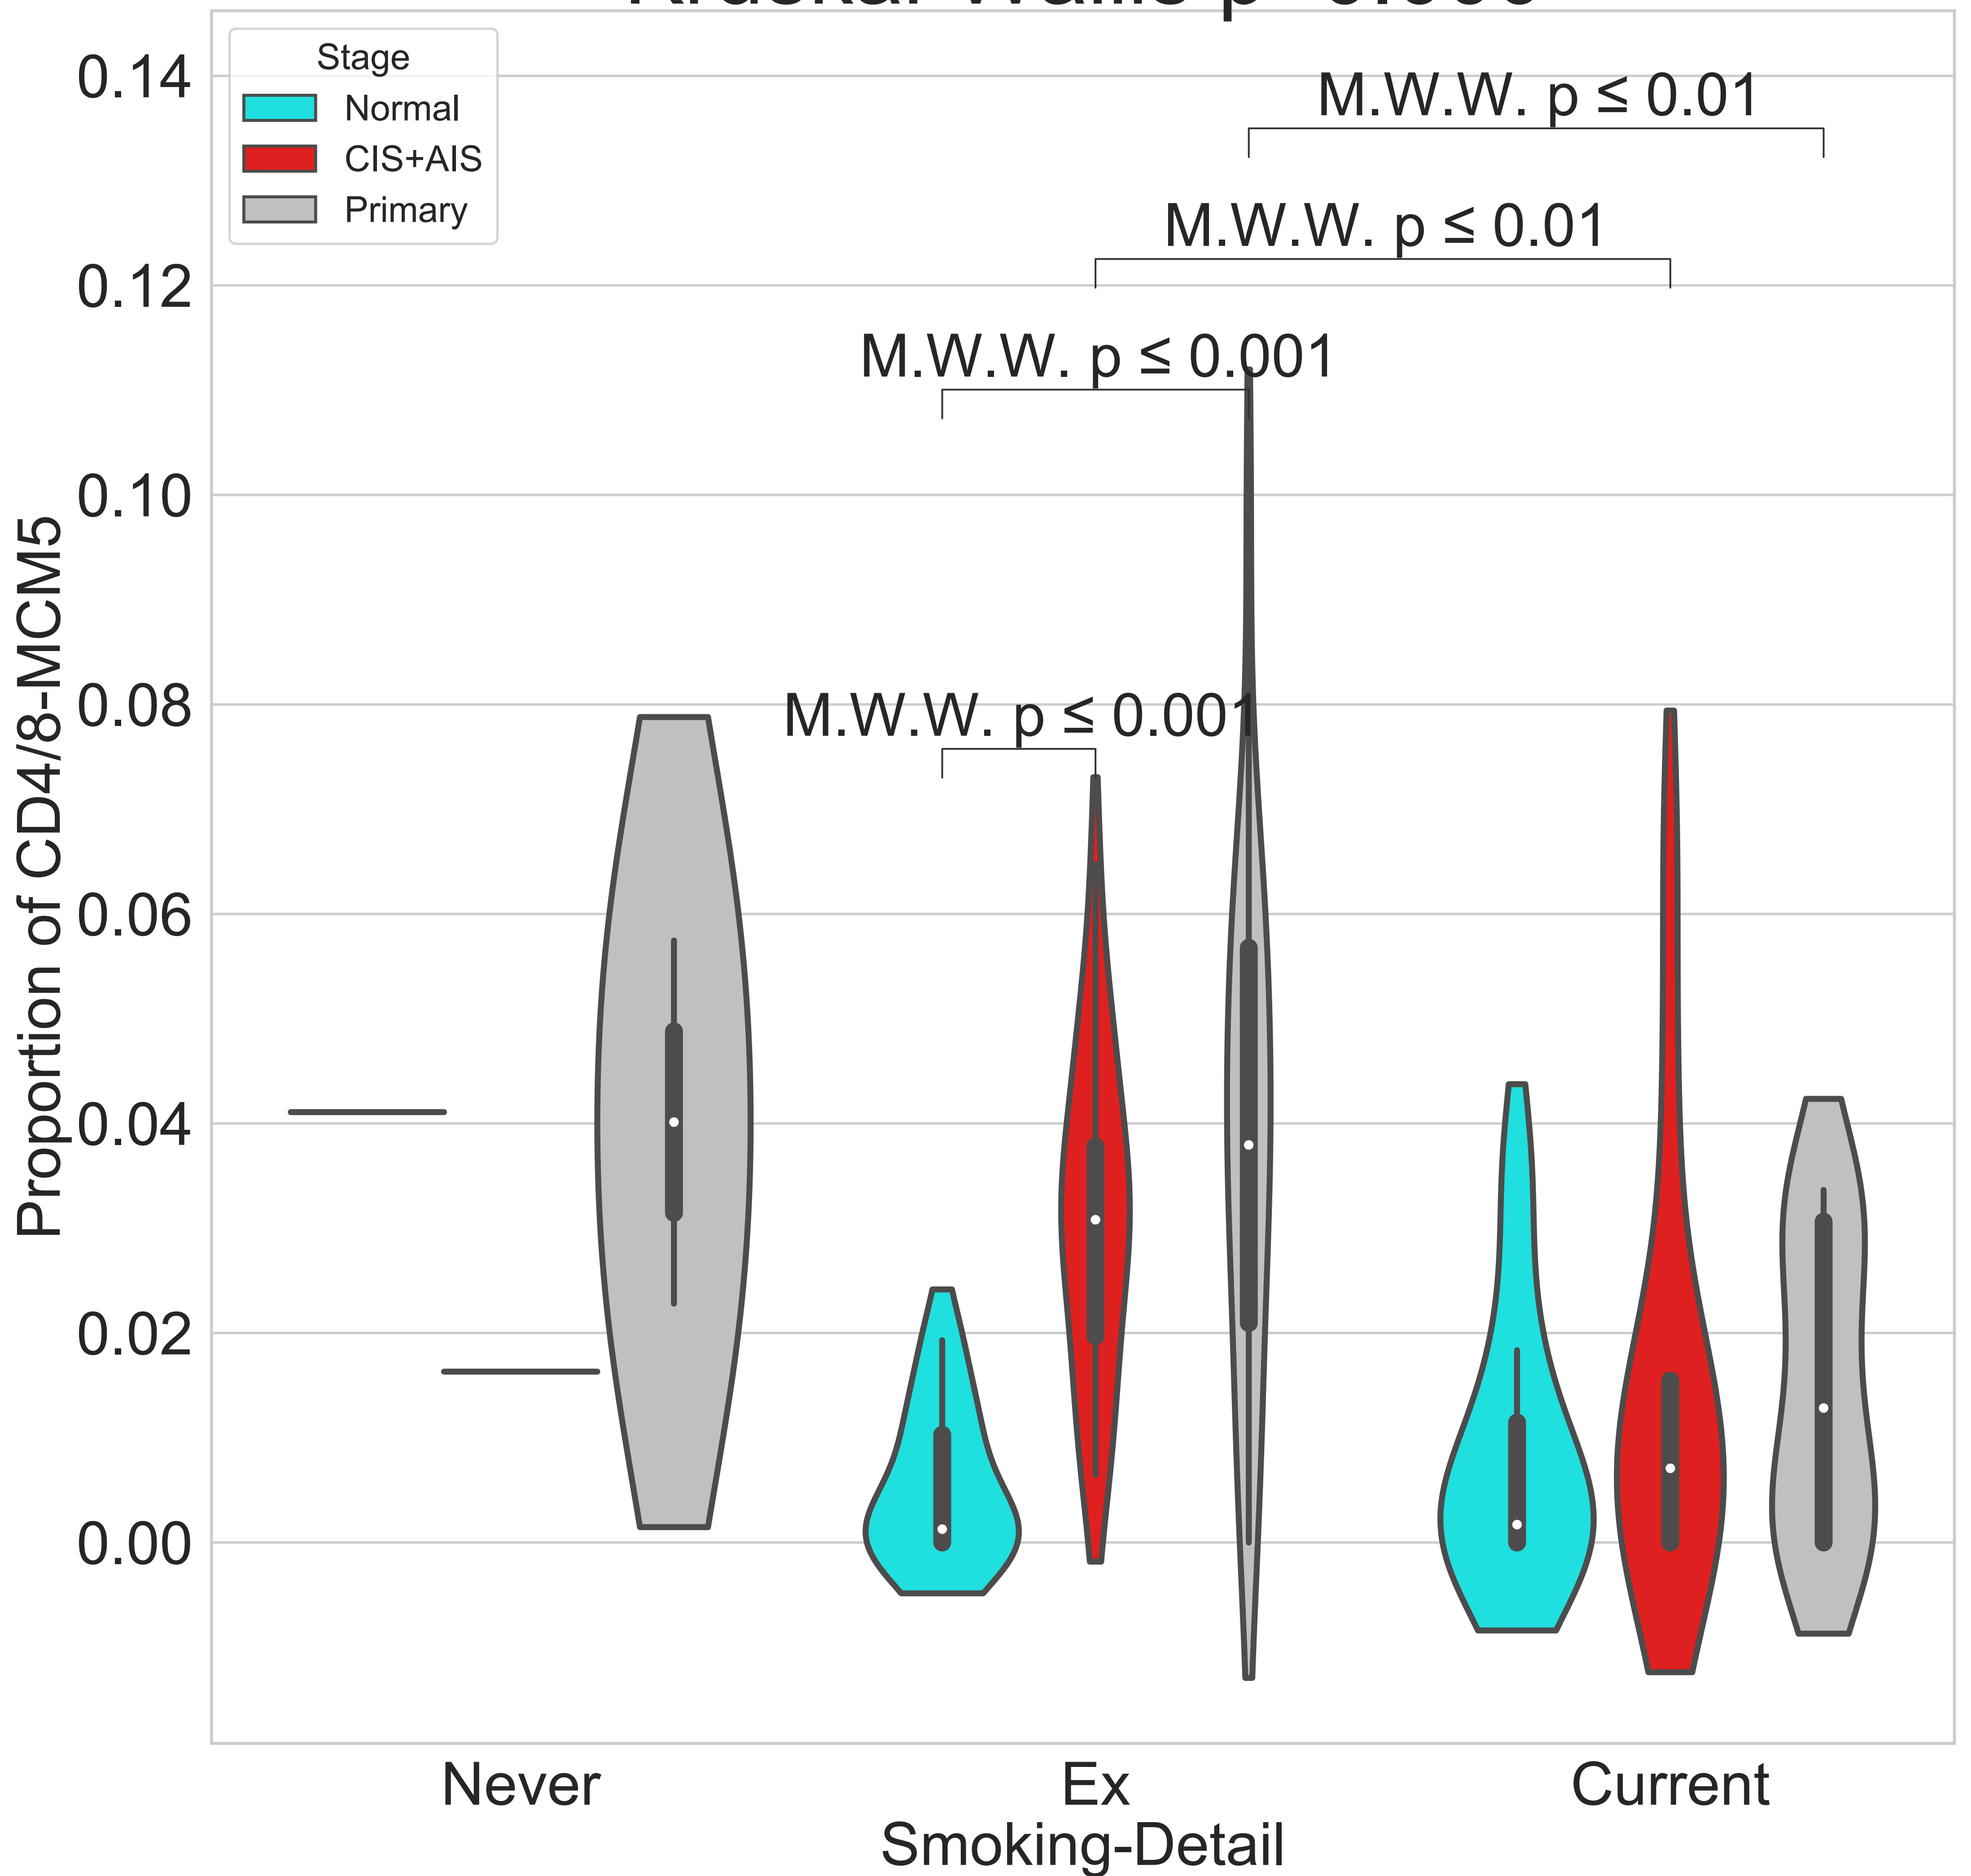 Stage
Normal
CIS+AIS
Primary
M.W.W. p ≤ 0.01
M.W.W. p ≤ 0.01
M.W.W. p ≤ 0.001
M.W.W. p ≤ 0.001
0.14
0.12
0.10
0.08
0.06
0.04
0.02
0.00
Proportion of CD4/8-MCM5
Never
Ex
Current
Smoking-Detail